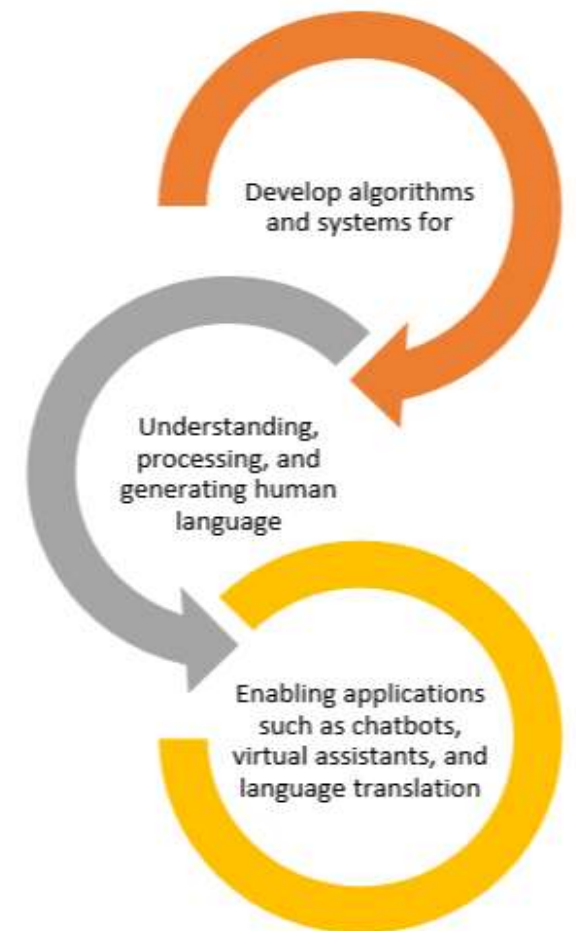 Develop algorithms
and systems for
Understanding,
processing, and
generating human
language
Enabling applications
such as chatbots,
virtual assistants, and
language translation